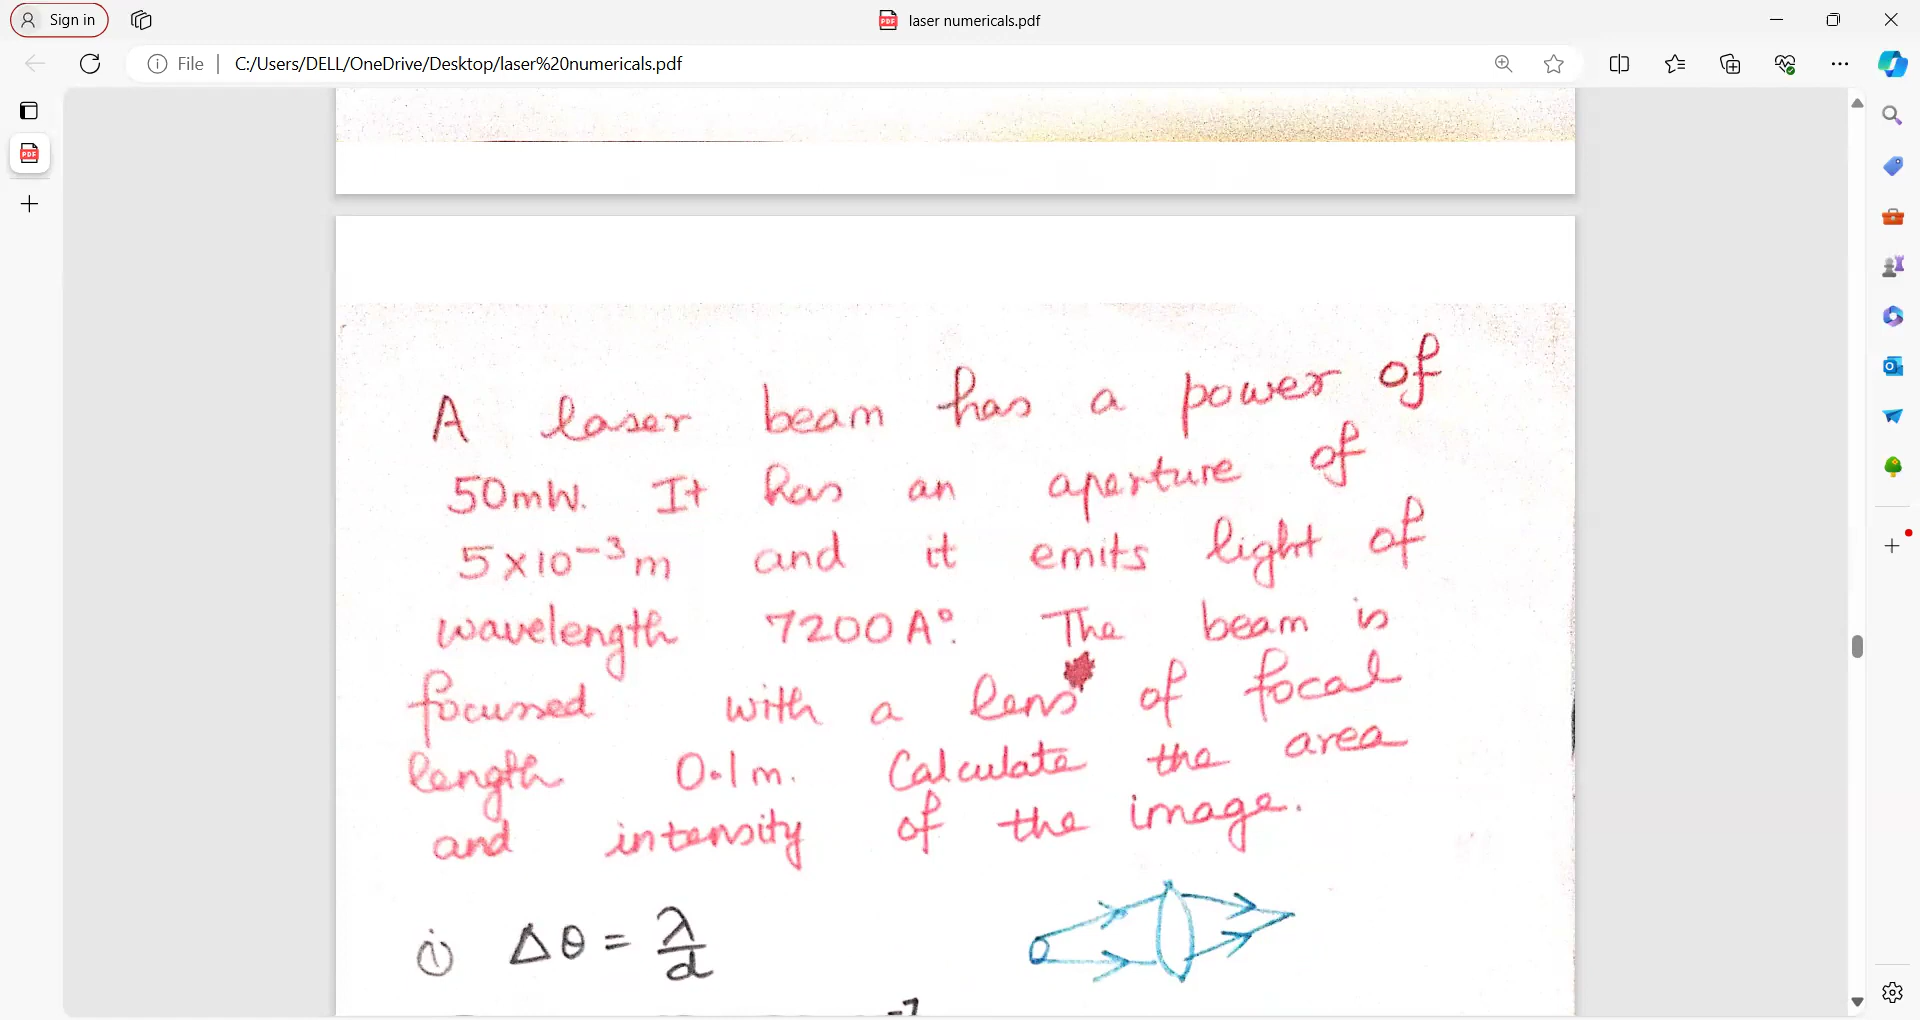 Sign in
laser numericals.pdf
File | C:/Users/DELL/OneDrive/Desktop/laser%20numericals.pdf
A laser beam has a power of
50mW. It has an aperture of
5×10⁻³m and it emits light of
wavelength 7200 A°. The beam is
focussed with a lens of focal
length 0.1m. Calculate the area
and intensity of the image.
i) Δθ = λ/d